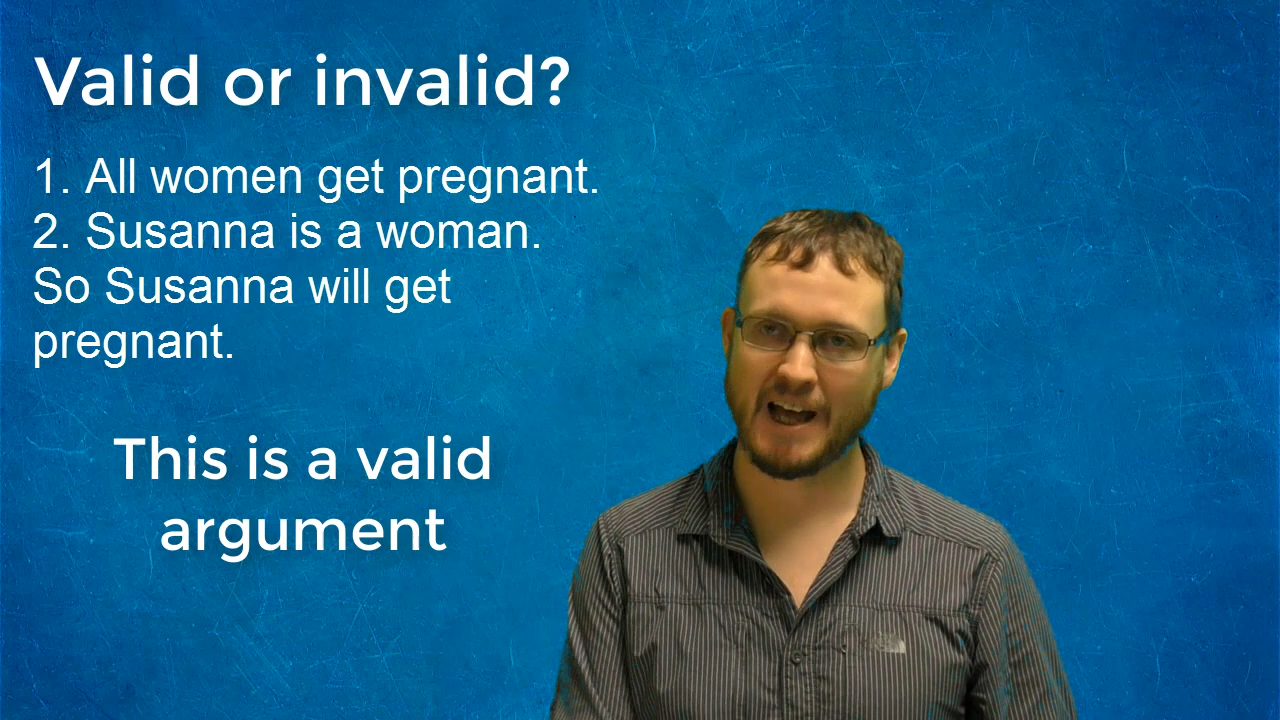 Valid or invalid?
1. All women get pregnant.
2. Susanna is a woman.
So Susanna will get
pregnant.
This is a valid
argument